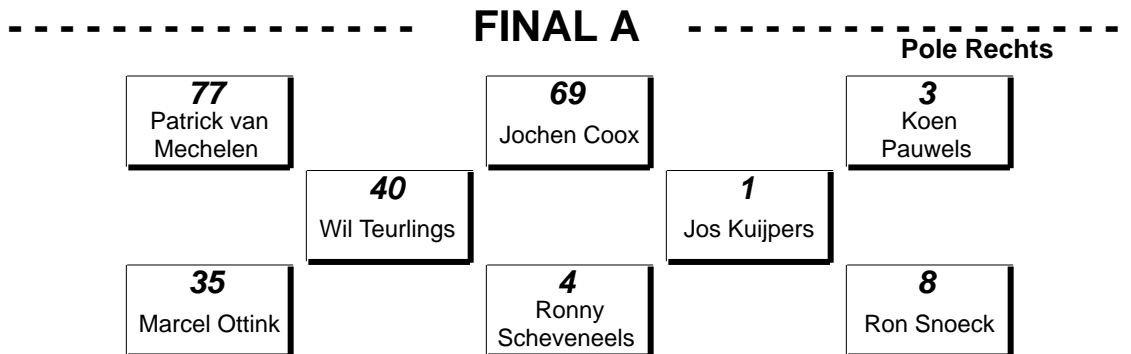 - - - - - - - - - - - - - - - - - FINAL A - - - - - - - - - - - - - - - - -
Pole Rechts
77
Patrick van
Mechelen
69
Jochen Coox
3
Koen
Pauwels
40
Wil Teurlings
1
Jos Kuijpers
35
Marcel Ottink
4
Ronny
Scheveneels
8
Ron Snoeck